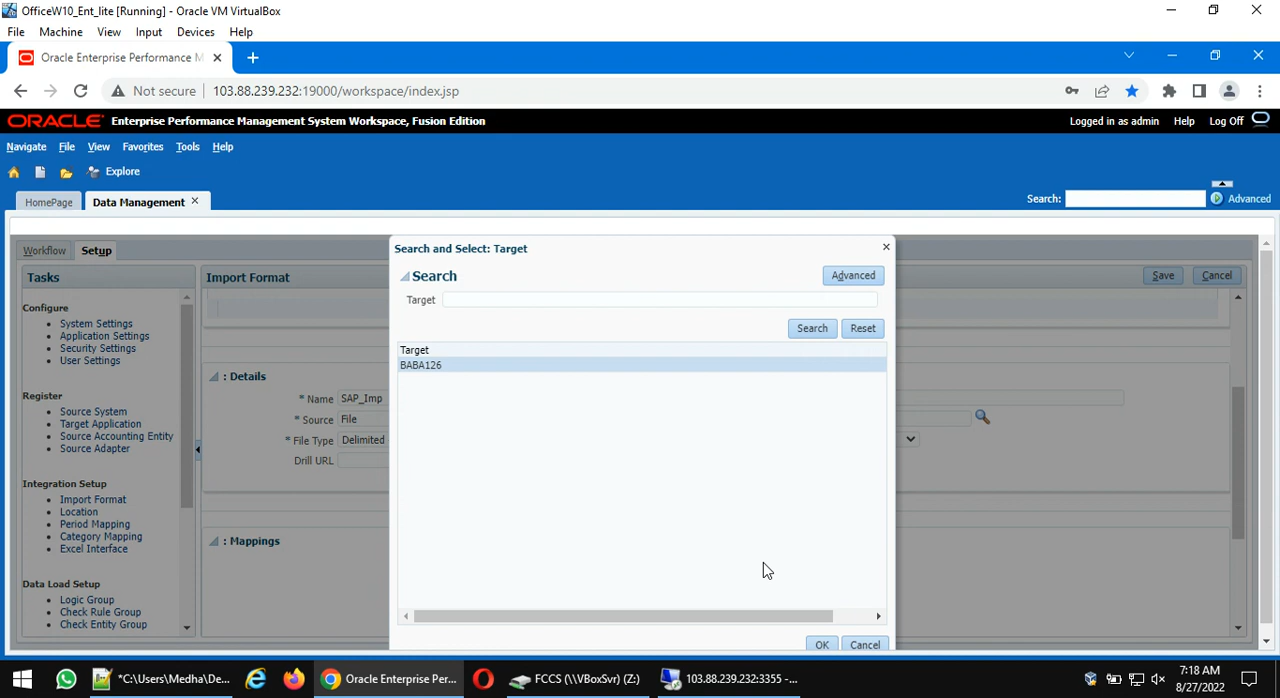 OfficeW10_Ent_lite [Running] - Oracle VM VirtualBox
File Machine View Input Devices Help
Oracle Enterprise Performance M
Not secure 103.88.239.232:19000/workspace/index.jsp
ORACLE Enterprise Performance Management System Workspace, Fusion Edition Logged in as admin Help Log Off
Navigate File View Favorites Tools Help
Explore
HomePage Data Management Search: Advanced
Workflow Setup
Search and Select: Target
Tasks Import Format Save Cancel
Search Advanced
Target
Configure
System Settings
Application Settings
Security Settings
User Settings
Search Reset
Target
BABA126
: Details
* Name SAP_Imp
* Source File
* File Type Delimited
Drill URL
Register
Source System
Target Application
Source Accounting Entity
Source Adapter
Integration Setup
Import Format
Location
Period Mapping
Category Mapping
Excel Interface
: Mappings
Data Load Setup
Logic Group
Check Rule Group
Check Entity Group
OK Cancel
*C:\Users\Medha\De... Oracle Enterprise Per... FCCS (\\VBoxSvr) (Z:) 103.88.239.232:3355 -...
7:18 AM
8/27/2022